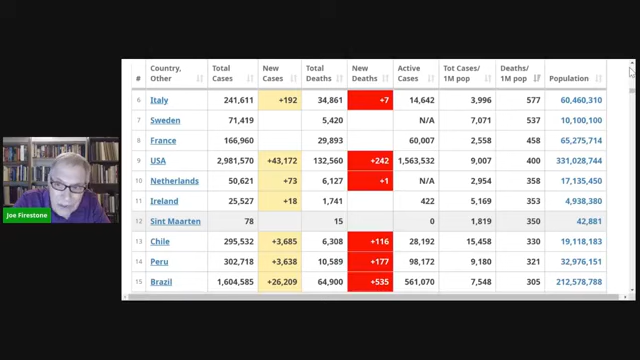 # Country, Other Total Cases New Cases Total Deaths New Deaths Active Cases Tot Cases/ 1M pop Deaths/ 1M pop Population
6 Italy 241,611 +192 34,861 +7 14,642 3,996 577 60,460,310
7 Sweden 71,419 5,420 N/A 7,071 537 10,100,100
8 France 166,960 29,893 60,007 2,558 458 65,275,714
9 USA 2,981,570 +43,172 132,560 +242 1,563,532 9,007 400 331,028,744
10 Netherlands 50,621 +73 6,127 +1 N/A 2,954 358 17,135,450
11 Ireland 25,527 +18 1,741 422 5,169 353 4,938,380
12 Sint Maarten 78 15 0 1,819 350 42,881
13 Chile 295,532 +3,685 6,308 +116 28,192 15,458 330 19,118,183
14 Peru 302,718 +3,638 10,589 +177 98,172 9,180 321 32,976,151
15 Brazil 1,604,585 +26,209 64,900 +535 561,070 7,548 305 212,578,788
Joe Firestone